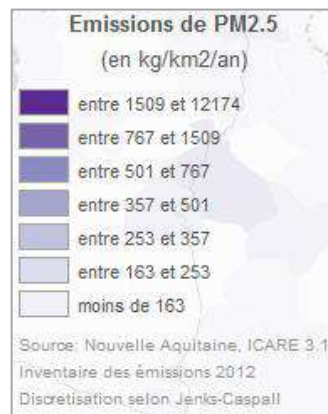 Emissions de PM2.5
(en kg/km2/an)
entre 1509 et 12174
entre 767 et 1509
entre 501 et 767
entre 357 et 501
entre 253 et 357
entre 163 et 253
moins de 163
Source: Nouvelle Aquitaine, ICARE 3.1
Inventaire des émissions 2012
Discretisation selon Jenks-Caspall